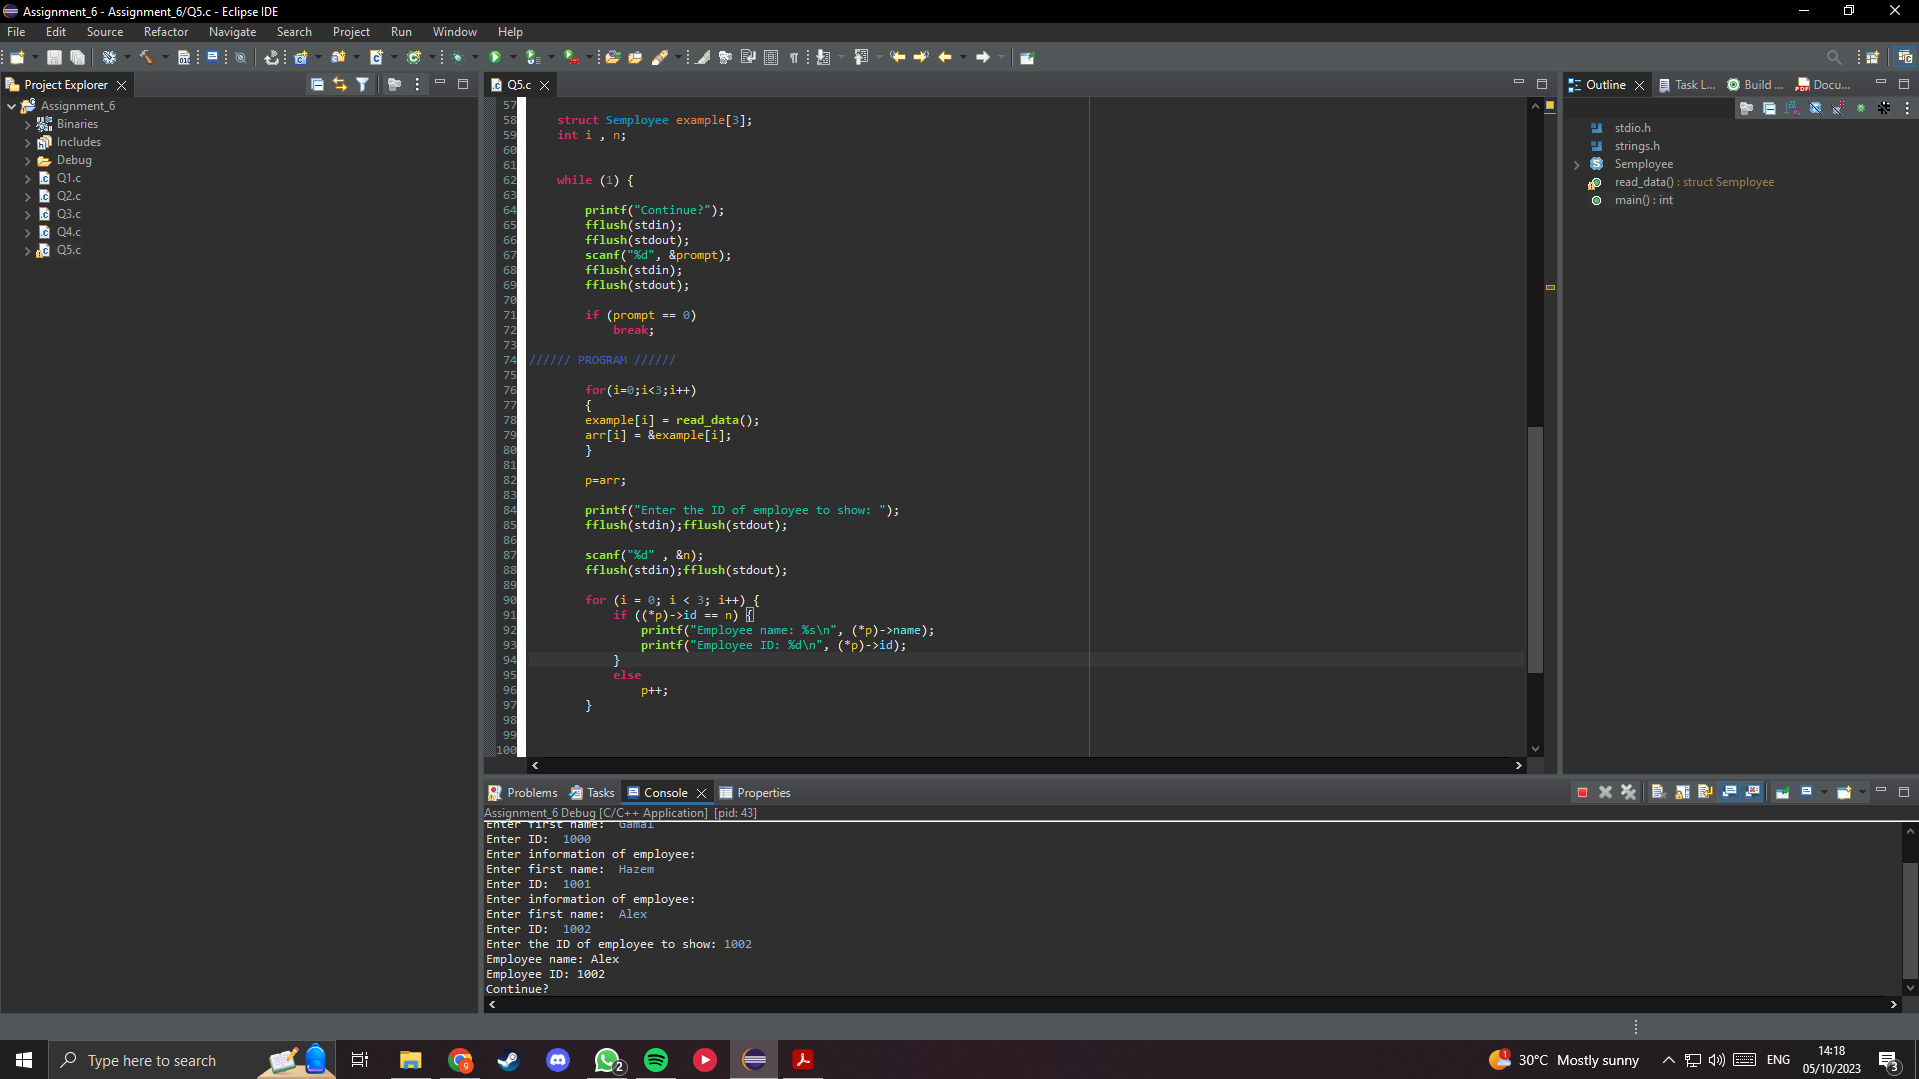 Assignment_6 - Assignment_6/Q5.c - Eclipse IDE
File Edit Source Refactor Navigate Search Project Run Window Help
Project Explorer
Assignment_6
Binaries
Includes
Debug
Q1.c
Q2.c
Q3.c
Q4.c
Q5.c
Q5.c
57
58 struct Semployee example[3];
59 int i , n;
60
61
62 while (1) {
63
64 printf("Continue?");
65 fflush(stdin);
66 fflush(stdout);
67 scanf("%d", &prompt);
68 fflush(stdin);
69 fflush(stdout);
70
71 if (prompt == 0)
72 break;
73
74 ////// PROGRAM //////
75
76 for(i=0;i<3;i++)
77 {
78 example[i] = read_data();
79 arr[i] = &example[i];
80 }
81
82 p=arr;
83
84 printf("Enter the ID of employee to show: ");
85 fflush(stdin);fflush(stdout);
86
87 scanf("%d" , &n);
88 fflush(stdin);fflush(stdout);
89
90 for (i = 0; i < 3; i++) {
91 if ((*p)->id == n) {
92 printf("Employee name: %s\n", (*p)->name);
93 printf("Employee ID: %d\n", (*p)->id);
94 }
95 else
96 p++;
97 }
98
99
100
Outline Task L... Build ... Docu...
stdio.h
strings.h
Semployee
read_data() : struct Semployee
main() : int
Problems Tasks Console Properties
Assignment_6 Debug [C/C++ Application] [pid: 43]
Enter first name: Gamal
Enter ID: 1000
Enter information of employee:
Enter first name: Hazem
Enter ID: 1001
Enter information of employee:
Enter first name: Alex
Enter ID: 1002
Enter the ID of employee to show: 1002
Employee name: Alex
Employee ID: 1002
Continue?
Type here to search
2
1
30°C Mostly sunny
ENG
14:18
05/10/2023
3